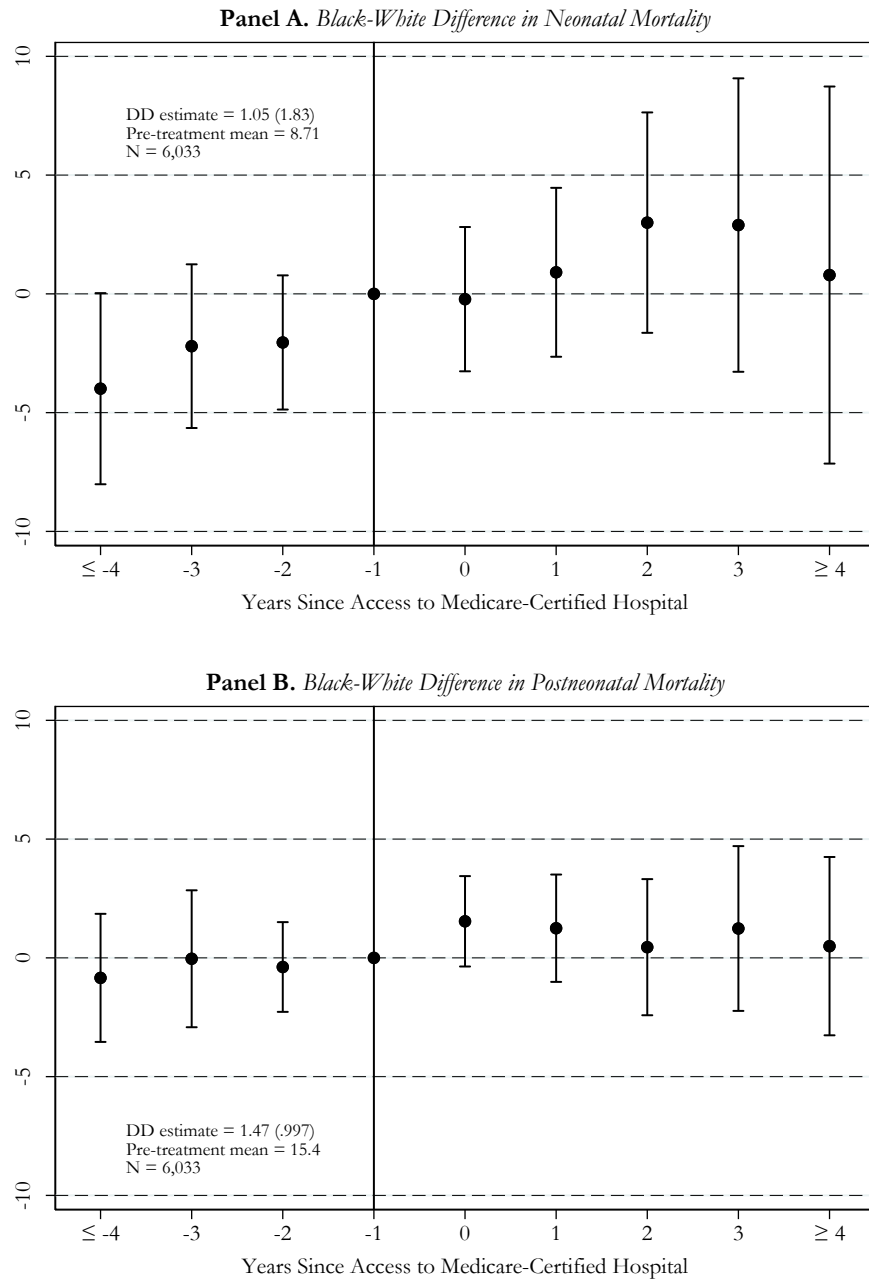 Panel A. Black-White Difference in Neonatal Mortality
10
5
0
-5
-10
DD estimate = 1.05 (1.83)
Pre-treatment mean = 8.71
N = 6,033
≤ -4 -3 -2 -1 0 1 2 3 ≥ 4
Years Since Access to Medicare-Certified Hospital
Panel B. Black-White Difference in Postneonatal Mortality
10
5
0
-5
-10
DD estimate = 1.47 (.997)
Pre-treatment mean = 15.4
N = 6,033
≤ -4 -3 -2 -1 0 1 2 3 ≥ 4
Years Since Access to Medicare-Certified Hospital